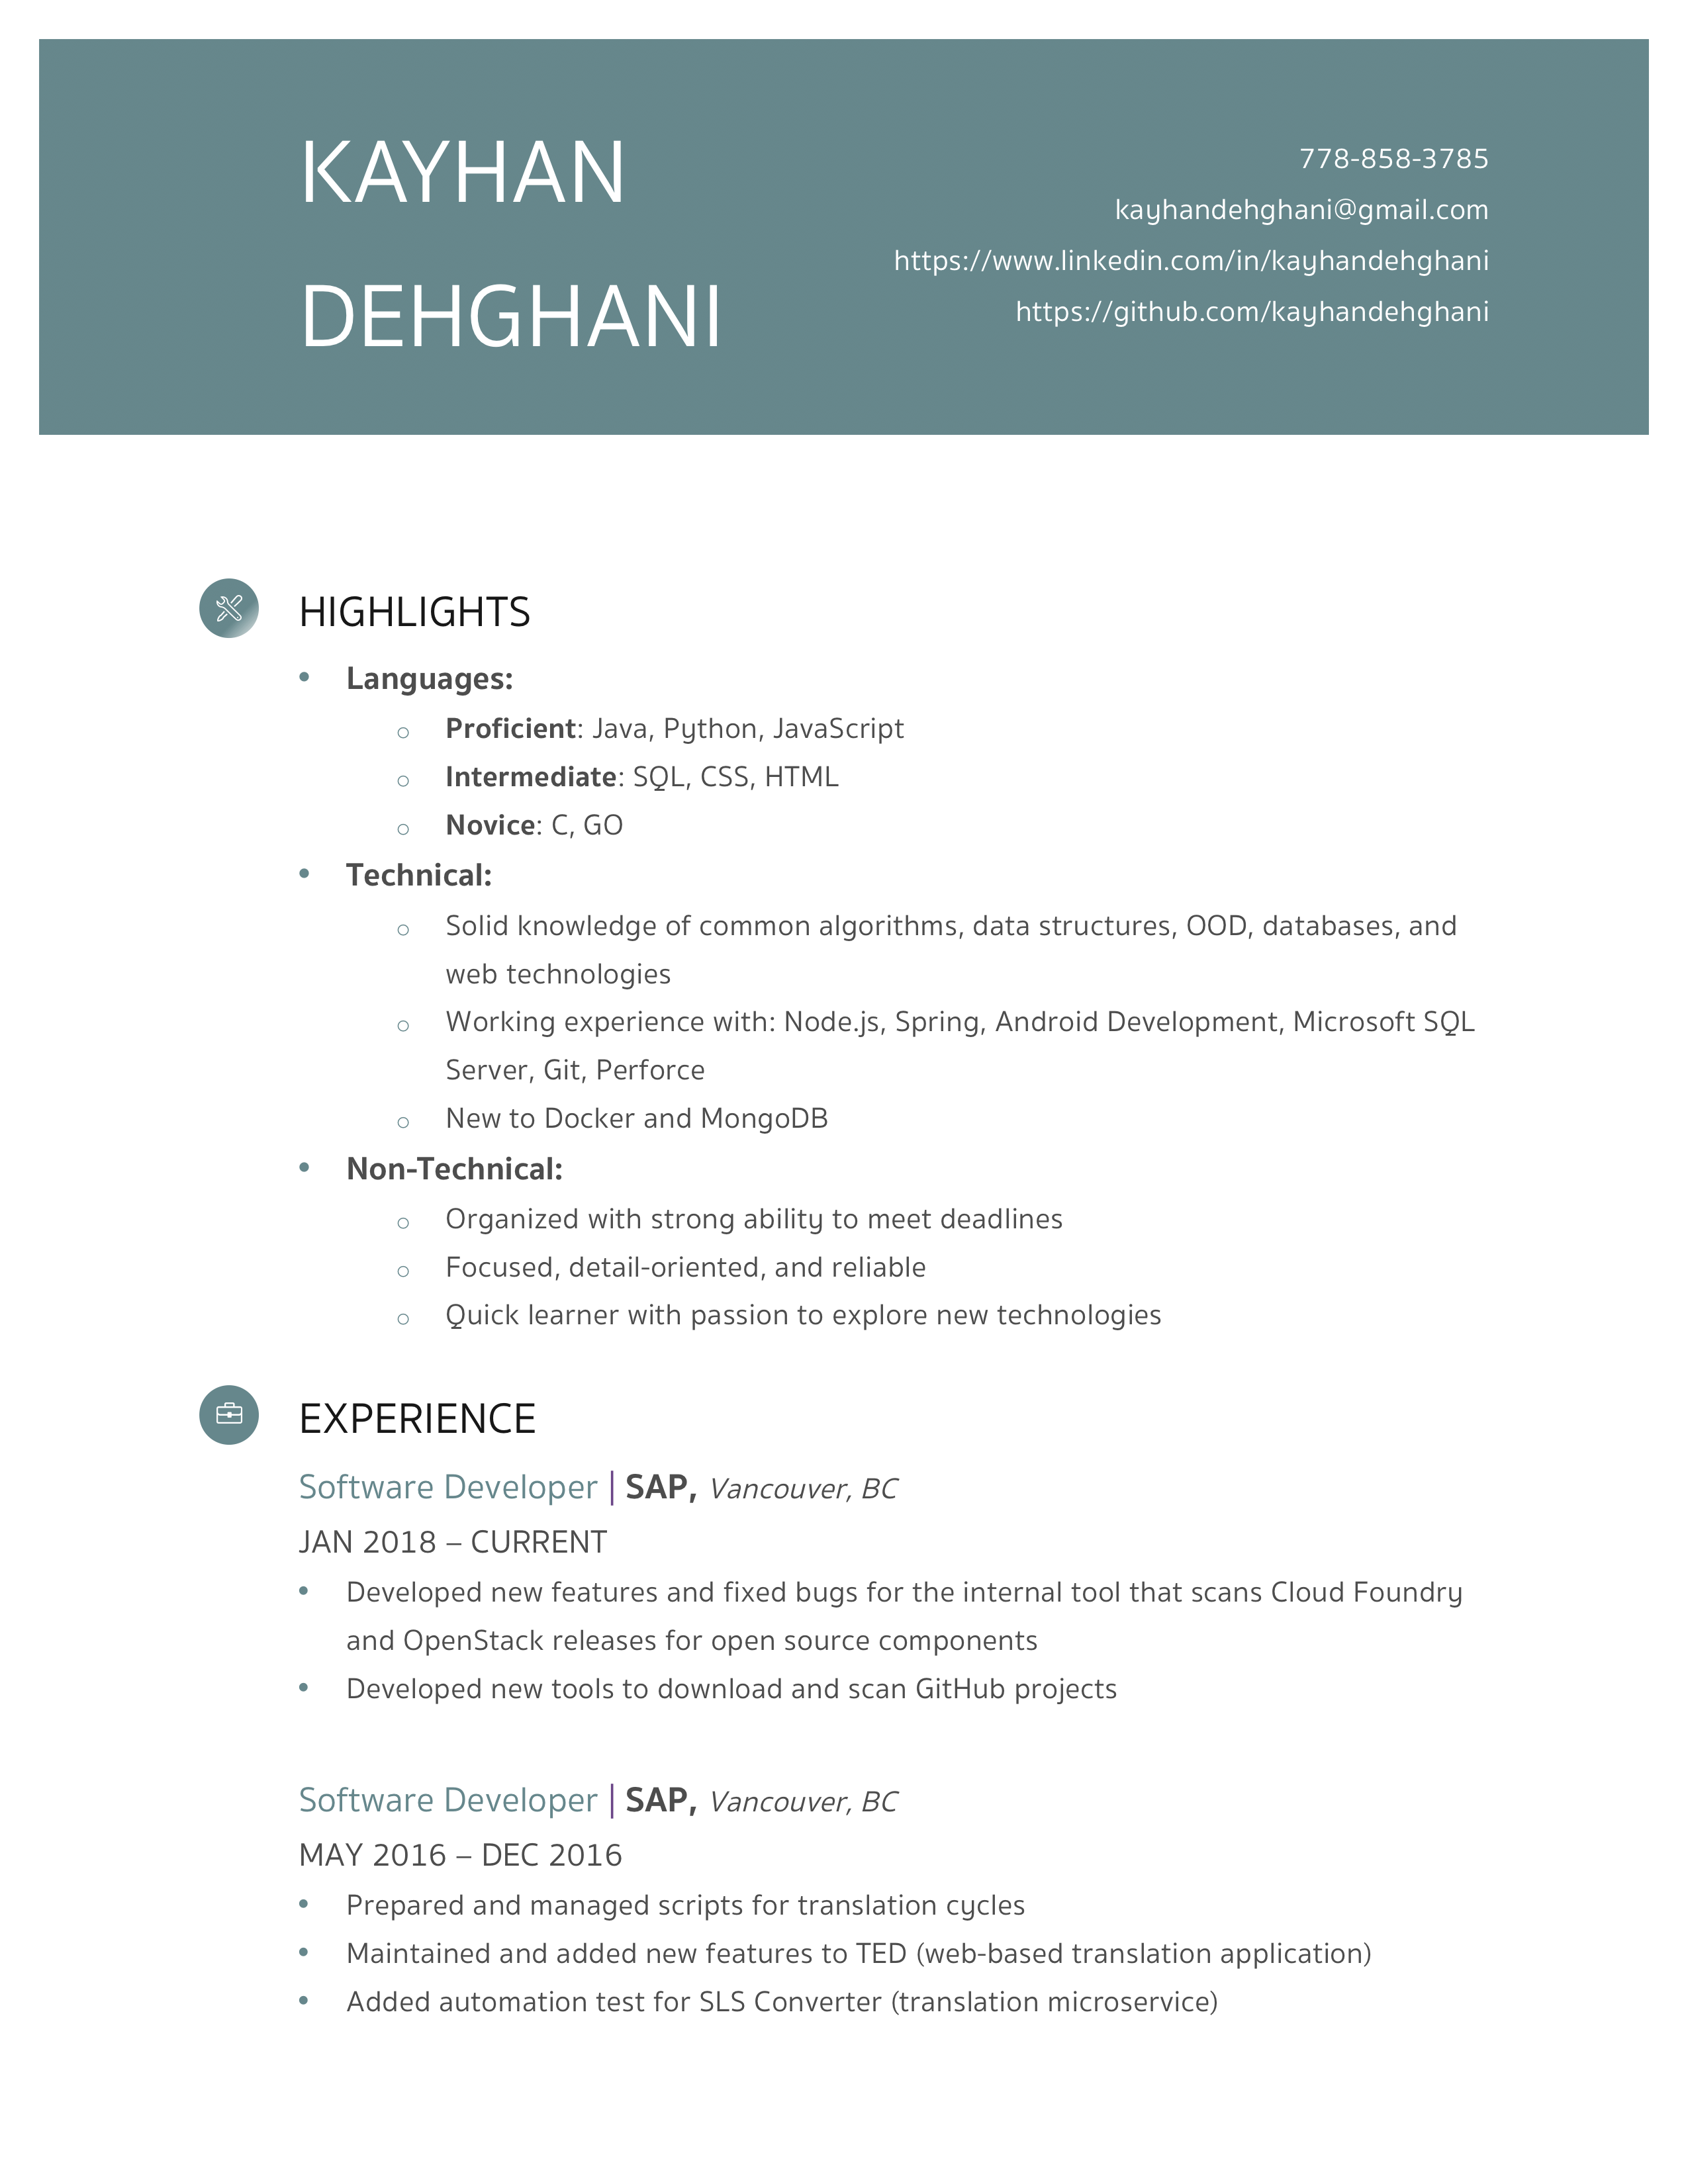 KAYHAN
DEHGHANI
778-858-3785
kayhandehghani@gmail.com
https://www.linkedin.com/in/kayhandehghani
https://github.com/kayhandehghani
HIGHLIGHTS
• Languages:
o Proficient: Java, Python, JavaScript
o Intermediate: SQL, CSS, HTML
o Novice: C, GO
• Technical:
o Solid knowledge of common algorithms, data structures, OOD, databases, and
web technologies
o Working experience with: Node.js, Spring, Android Development, Microsoft SQL
Server, Git, Perforce
o New to Docker and MongoDB
• Non-Technical:
o Organized with strong ability to meet deadlines
o Focused, detail-oriented, and reliable
o Quick learner with passion to explore new technologies
EXPERIENCE
Software Developer | SAP, Vancouver, BC
JAN 2018 – CURRENT
• Developed new features and fixed bugs for the internal tool that scans Cloud Foundry
and OpenStack releases for open source components
• Developed new tools to download and scan GitHub projects
Software Developer | SAP, Vancouver, BC
MAY 2016 – DEC 2016
• Prepared and managed scripts for translation cycles
• Maintained and added new features to TED (web-based translation application)
• Added automation test for SLS Converter (translation microservice)